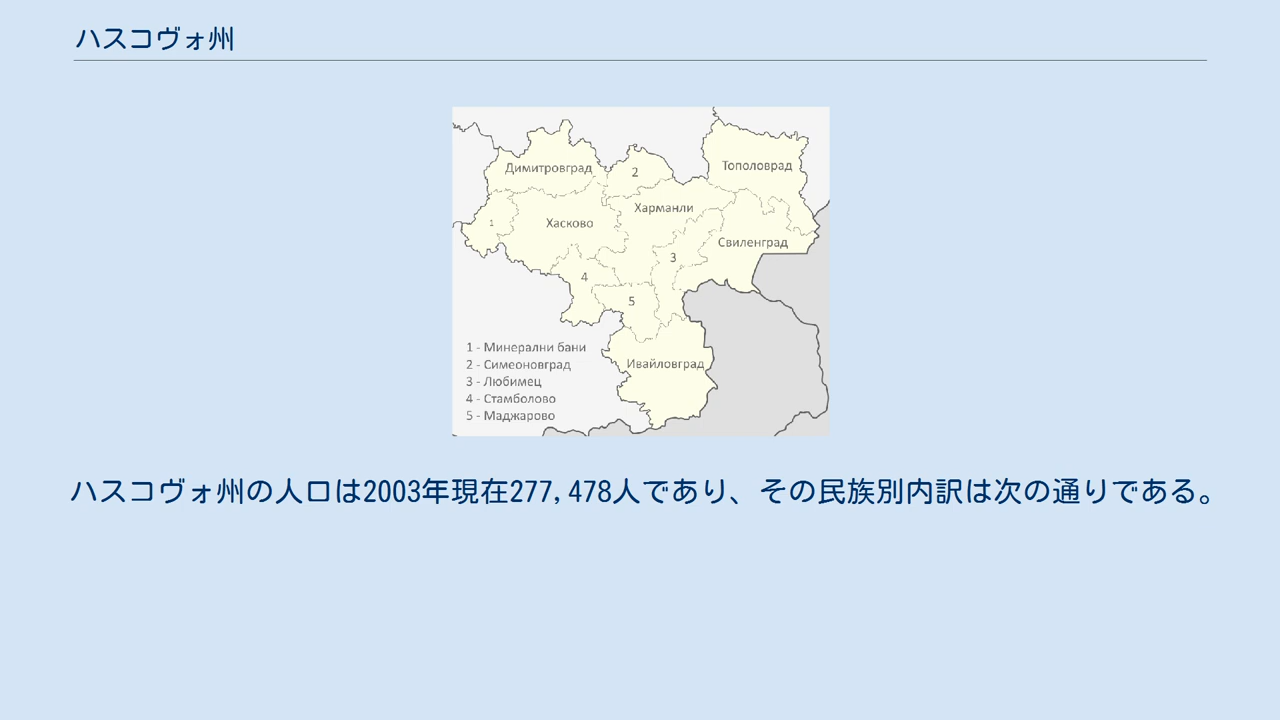 ハスコヴォ州
Димитровград
2
Тополовград
1
Хасково
Харманли
Свиленград
3
4
5
Ивайловград
1 - Минерални бани
2 - Симеоновград
3 - Любимец
4 - Стамболово
5 - Маджарово
ハスコヴォ州の人口は2003年現在277,478人であり、その民族別内訳は次の通りである。